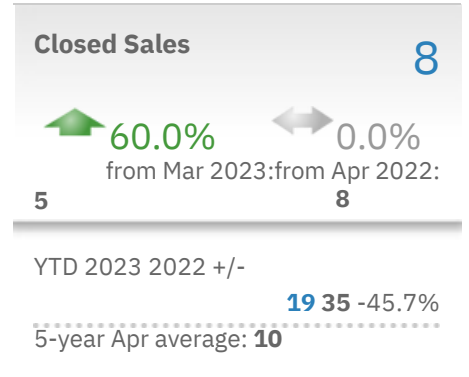 Closed Sales 8
60.0% 0.0%
from Mar 2023:from Apr 2022:
5 8
YTD 2023 2022 +/-
19 35 -45.7%
5-year Apr average: 10